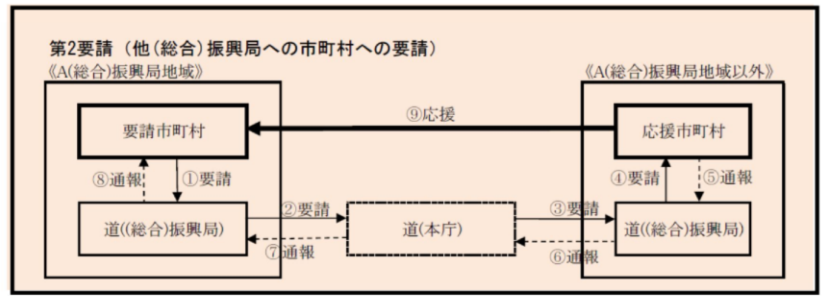 第2要請（他(総合)振興局への市町村への要請）
《A(総合)振興局地域》
《A(総合)振興局地域以外》
⑨応援
要請市町村
応援市町村
⑧通報
①要請
④要請
⑤通報
②要請
③要請
道((総合)振興局)
道(本庁)
道((総合)振興局)
⑦通報
⑥通報